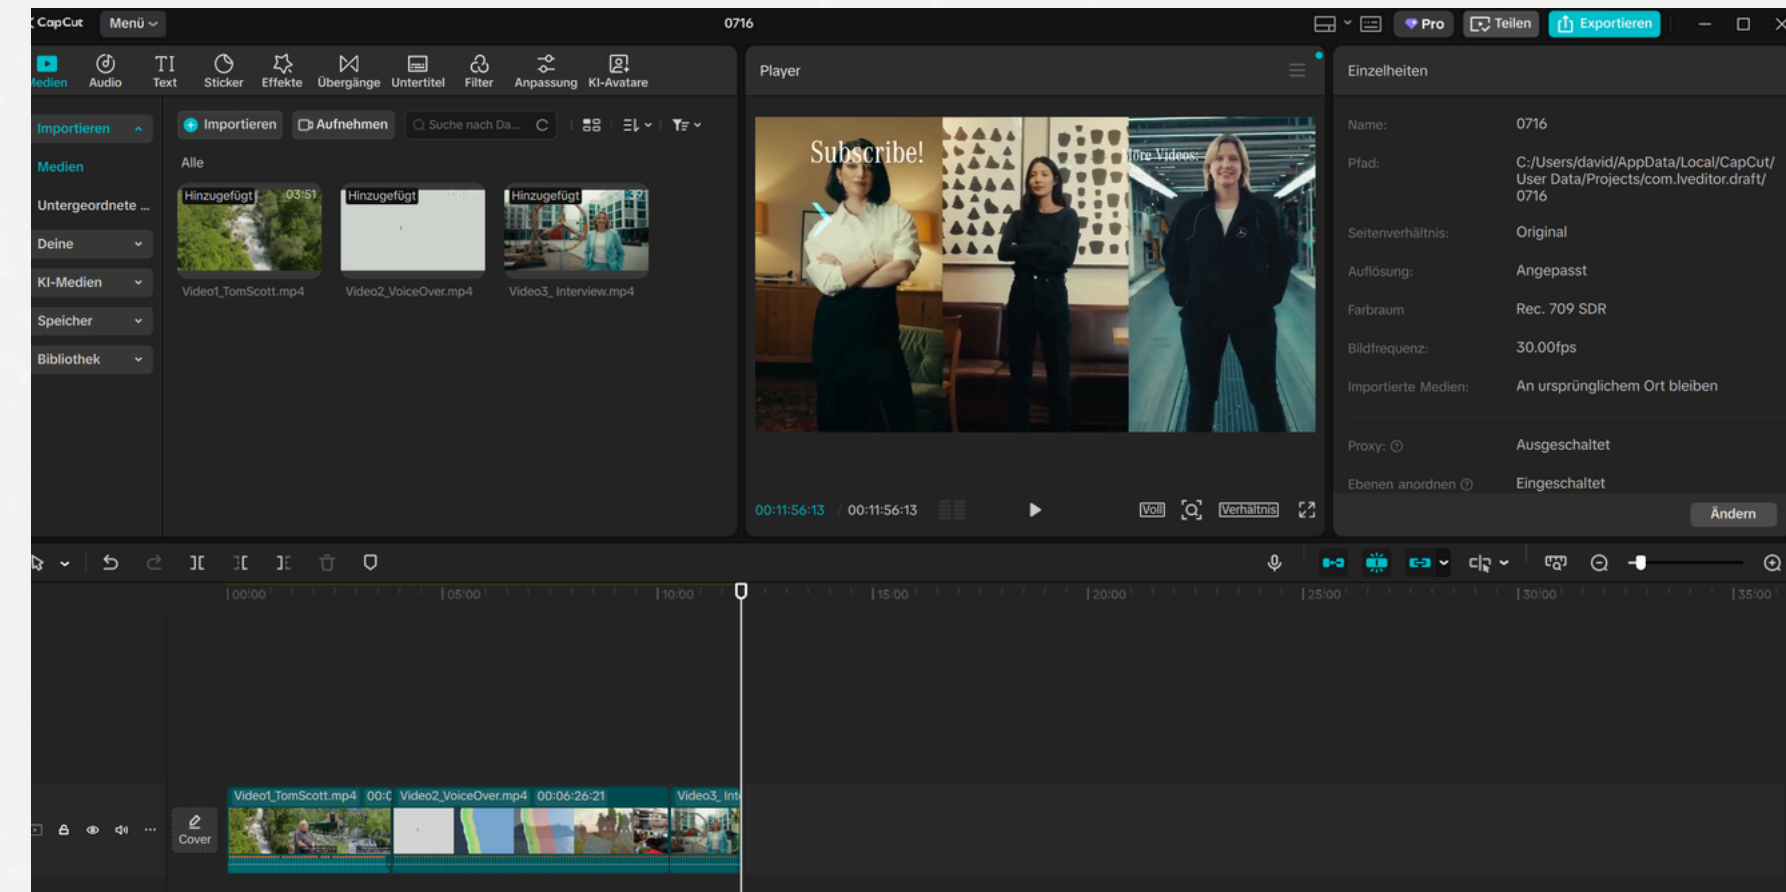 CapCut
Menü
0716
Pro
Teilen
Exportieren
Medien
Audio
TI
Text
Sticker
Effekte
Übergänge
Untertitel
Filter
Anpassung
KI-Avatare
Importieren
Medien
Untergeordnete ...
Deine
KI-Medien
Speicher
Bibliothek
Importieren
Aufnehmen
Suche nach Da...
Alle
Hinzugefügt
03:51
Video1_TomScott.mp4
Hinzugefügt
Video2_VoiceOver.mp4
Hinzugefügt
Video3_ Interview.mp4
Player
Subscribe!
More Videos:
00:11:56:13 / 00:11:56:13
Voll
Verhältnis
Einzelheiten
Name: 0716
Pfad: C:/Users/david/AppData/Local/CapCut/
User Data/Projects/com.lveditor.draft/
0716
Seitenverhältnis: Original
Auflösung: Angepasst
Farbraum Rec. 709 SDR
Bildfrequenz: 30.00fps
Importierte Medien: An ursprünglichem Ort bleiben
Proxy: Ausgeschaltet
Ebenen anordnen Eingeschaltet
Ändern
00:00 05:00 10:00 15:00 20:00 25:00 30:00 35:00
Video1_TomScott.mp4 Video2_VoiceOver.mp4 00:06:26:21 Video3_
Cover